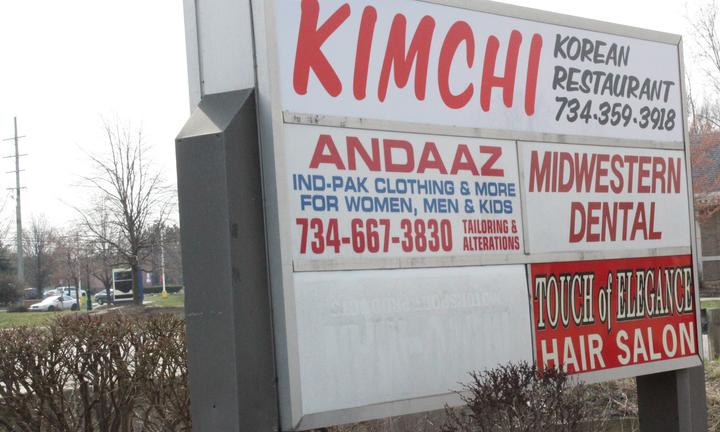 KIMCHI
KOREAN
RESTAURANT
734-359-3918
ANDAAZ
IND-PAK CLOTHING & MORE
FOR WOMEN, MEN & KIDS
734-667-3830
TAILORING &
ALTERATIONS
MIDWESTERN
DENTAL
TOUCH of ELEGANCE
HAIR SALON